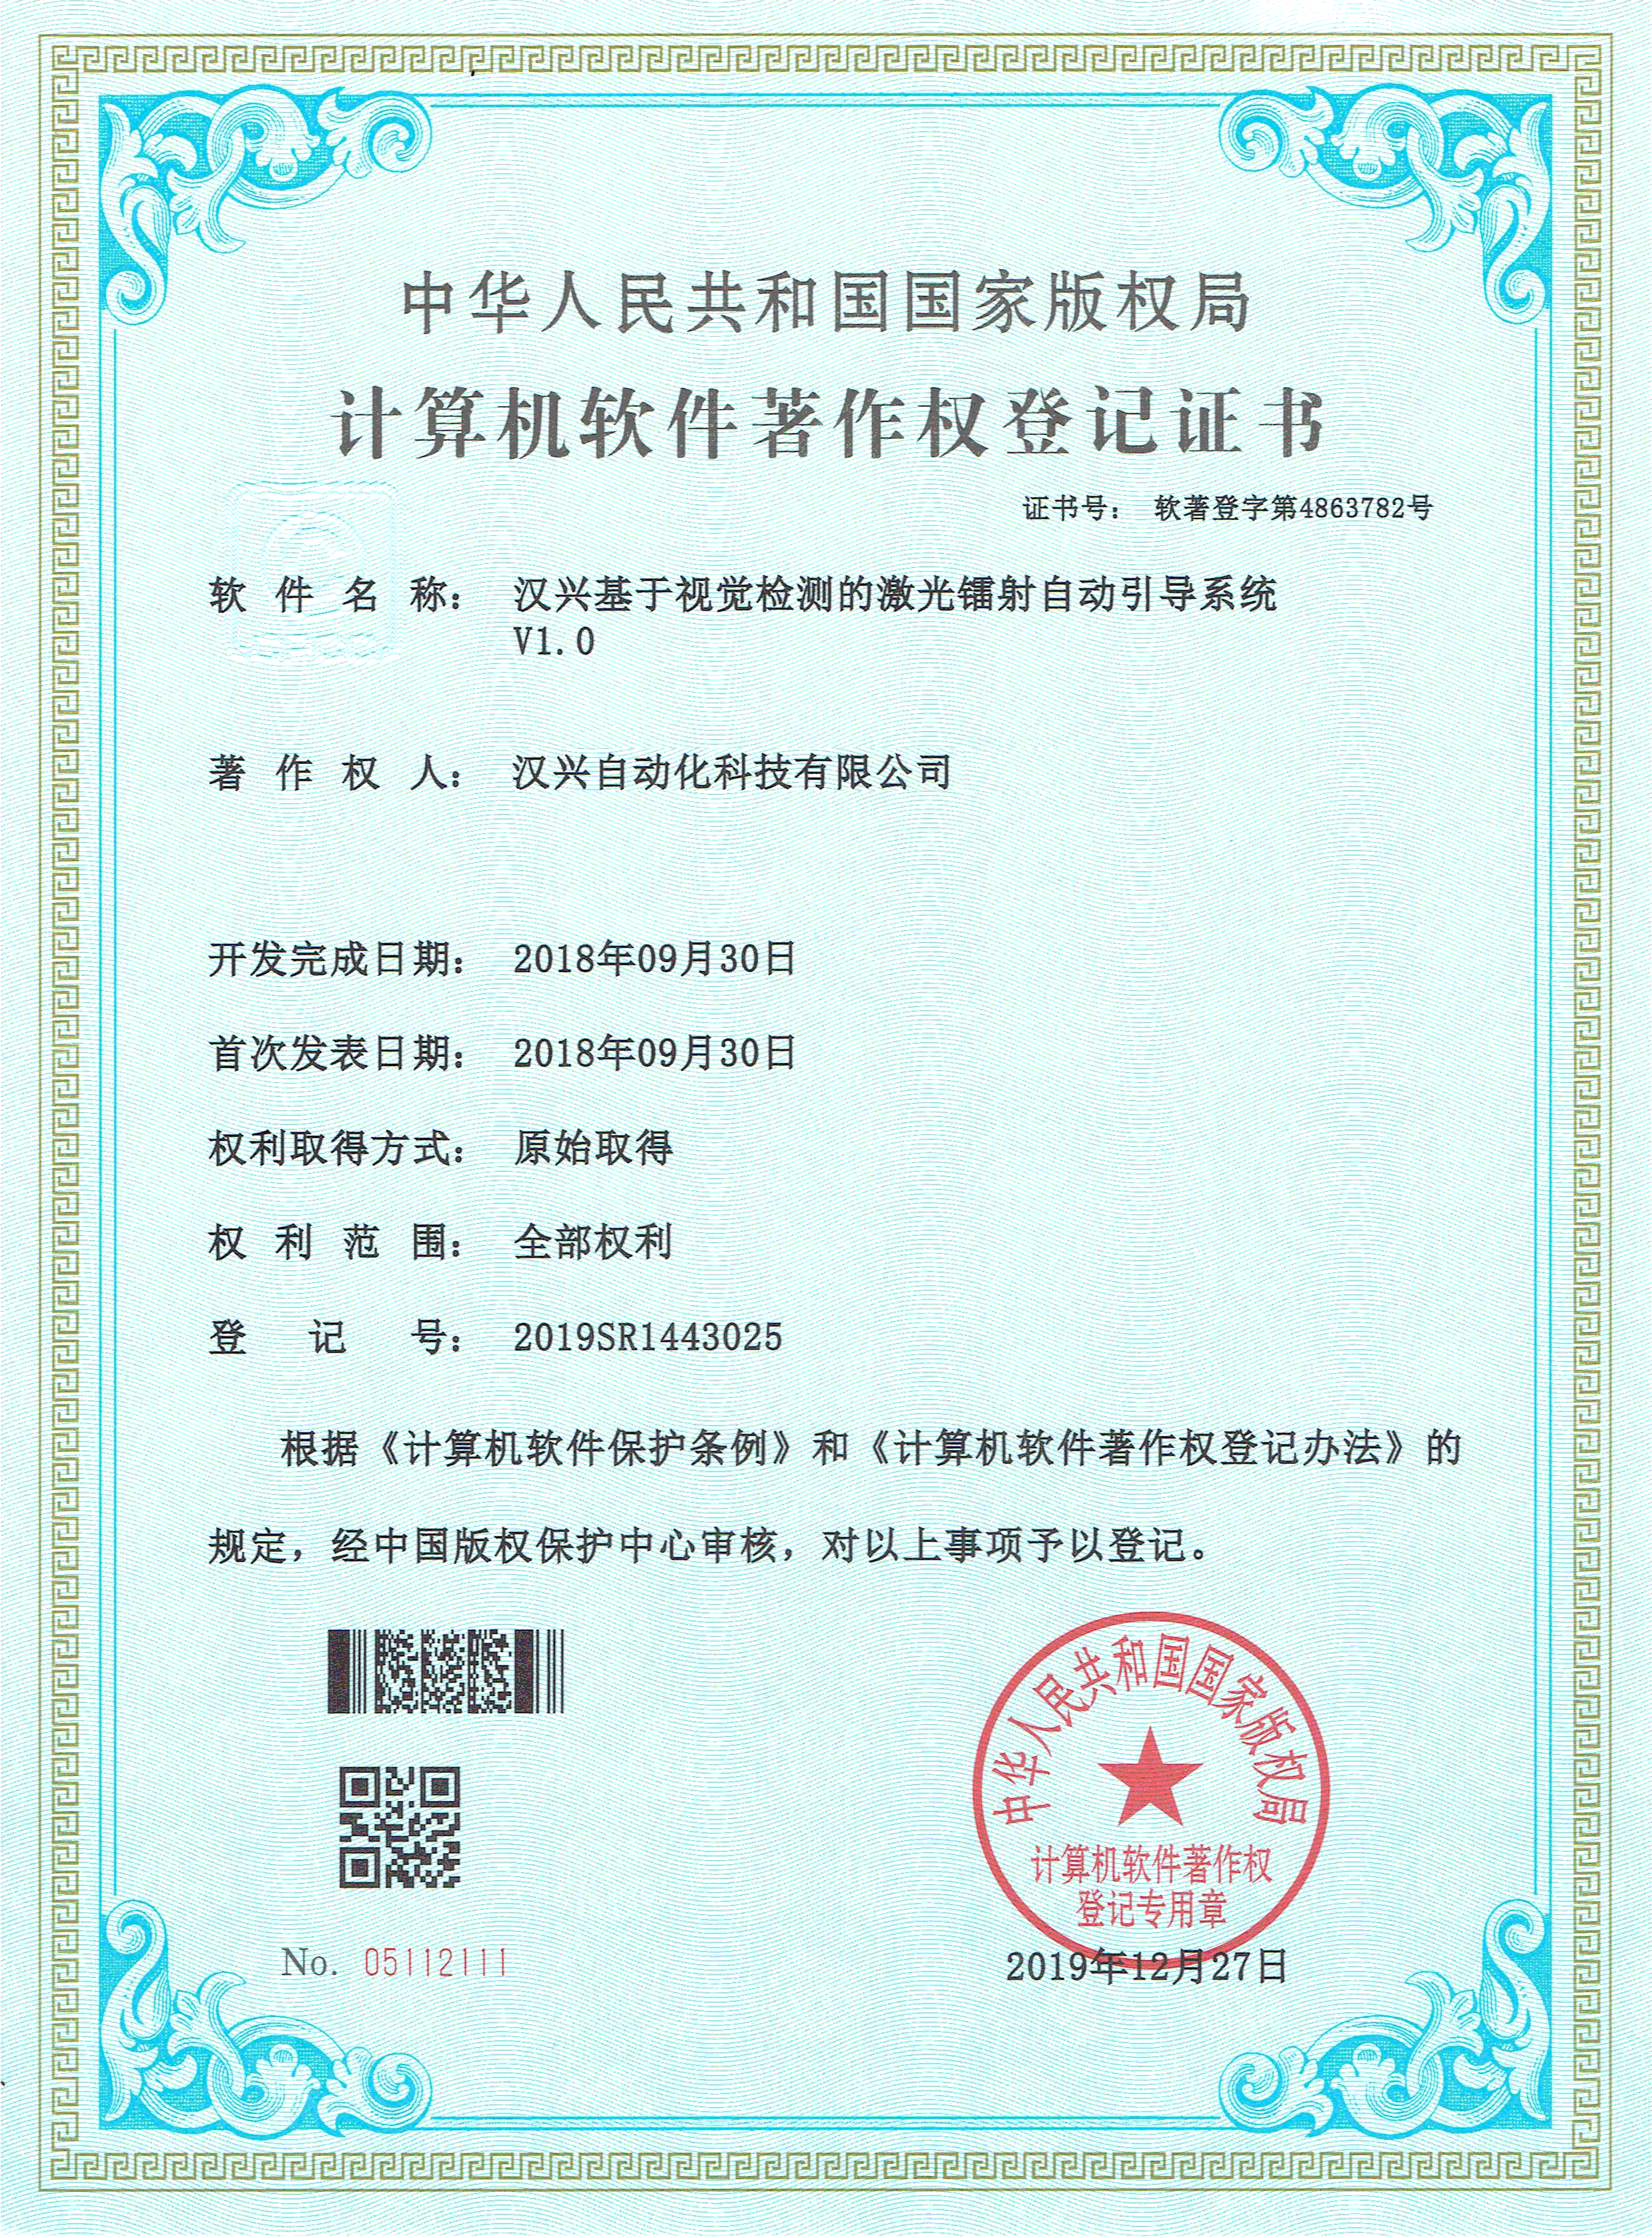 中华人民共和国国家版权局
计算机软件著作权登记证书
证书号： 软著登字第4863782号
软件名称： 汉兴基于视觉检测的激光镭射自动引导系统
V1.0
著作权人： 汉兴自动化科技有限公司
开发完成日期： 2018年09月30日
首次发表日期： 2018年09月30日
权利取得方式： 原始取得
权利范围： 全部权利
登记号： 2019SR1443025
根据《计算机软件保护条例》和《计算机软件著作权登记办法》的
规定，经中国版权保护中心审核，对以上事项予以登记。
中华人民共和国国家版权局
计算机软件著作权
登记专用章
No. 05112111
2019年12月27日